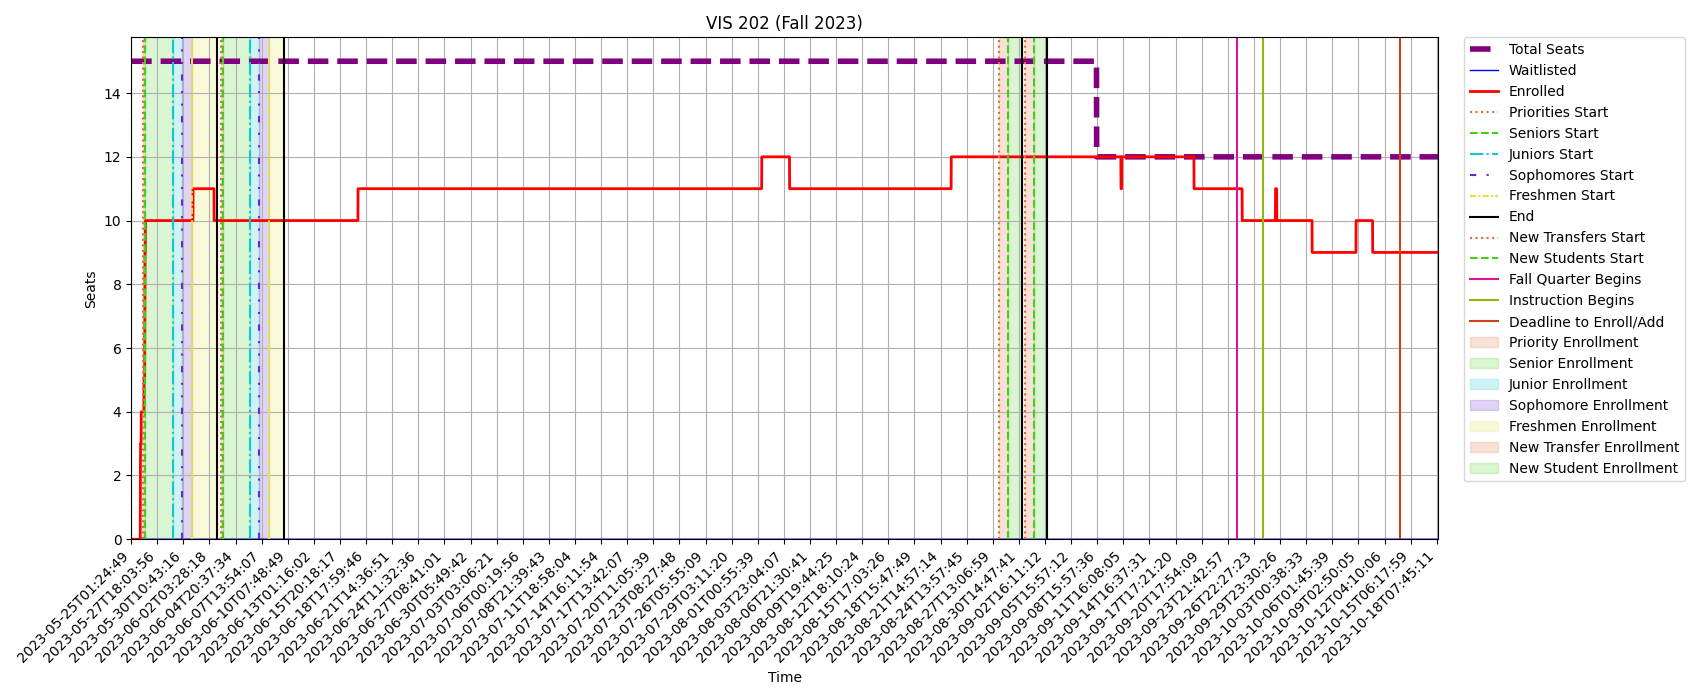 VIS 202 (Fall 2023)
Seats
14
12
10
8
6
4
2
0
2023-05-25T01:24:49
2023-05-27T18:03:56
2023-05-30T10:43:16
2023-06-02T03:28:18
2023-06-04T20:37:34
2023-06-07T13:54:07
2023-06-10T07:48:49
2023-06-13T01:16:02
2023-06-15T20:18:17
2023-06-18T17:59:46
2023-06-21T14:36:51
2023-06-24T11:32:36
2023-06-27T08:41:01
2023-06-30T05:49:42
2023-07-03T03:06:21
2023-07-06T00:19:56
2023-07-08T21:39:43
2023-07-11T18:58:04
2023-07-14T16:11:54
2023-07-17T13:42:07
2023-07-20T11:05:39
2023-07-23T08:27:48
2023-07-26T05:55:09
2023-07-29T03:11:20
2023-08-01T00:55:39
2023-08-03T23:04:07
2023-08-06T21:30:41
2023-08-09T19:44:25
2023-08-12T18:10:24
2023-08-15T17:03:26
2023-08-18T15:47:49
2023-08-21T14:57:14
2023-08-24T13:57:45
2023-08-27T13:06:59
2023-08-30T14:47:41
2023-09-02T16:11:12
2023-09-05T15:57:12
2023-09-08T15:57:36
2023-09-11T16:08:05
2023-09-14T16:37:31
2023-09-17T17:21:20
2023-09-20T17:54:09
2023-09-23T21:42:57
2023-09-26T22:27:23
2023-09-29T23:30:26
2023-10-03T00:38:33
2023-10-06T01:45:39
2023-10-09T02:50:05
2023-10-12T04:10:06
2023-10-15T06:17:59
2023-10-18T07:45:11
Time
Total Seats
Waitlisted
Enrolled
Priorities Start
Seniors Start
Juniors Start
Sophomores Start
Freshmen Start
End
New Transfers Start
New Students Start
Fall Quarter Begins
Instruction Begins
Deadline to Enroll/Add
Priority Enrollment
Senior Enrollment
Junior Enrollment
Sophomore Enrollment
Freshmen Enrollment
New Transfer Enrollment
New Student Enrollment